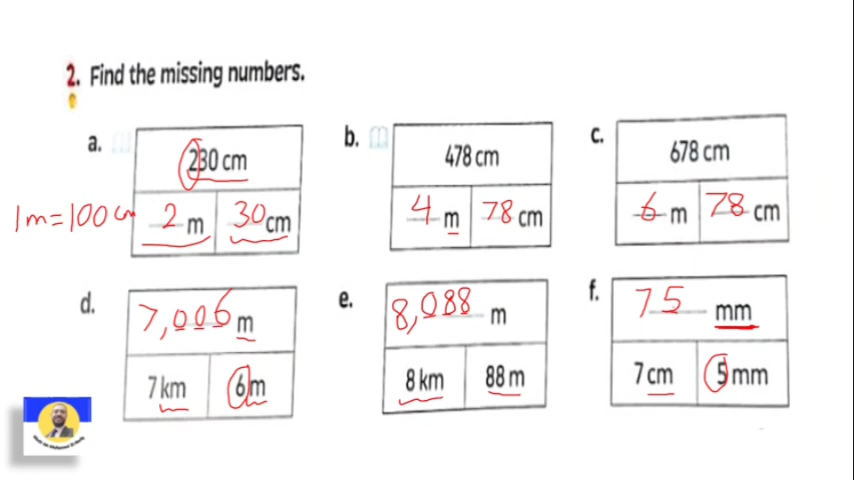 2. Find the missing numbers.
a.
230 cm
1m=100cm
2 m
30 cm
b.
478 cm
4 m
78 cm
c.
678 cm
6 m
78 cm
d.
7,006 m
7 km
6 m
e.
8,088 m
8 km
88 m
f.
75 mm
7 cm
5 mm